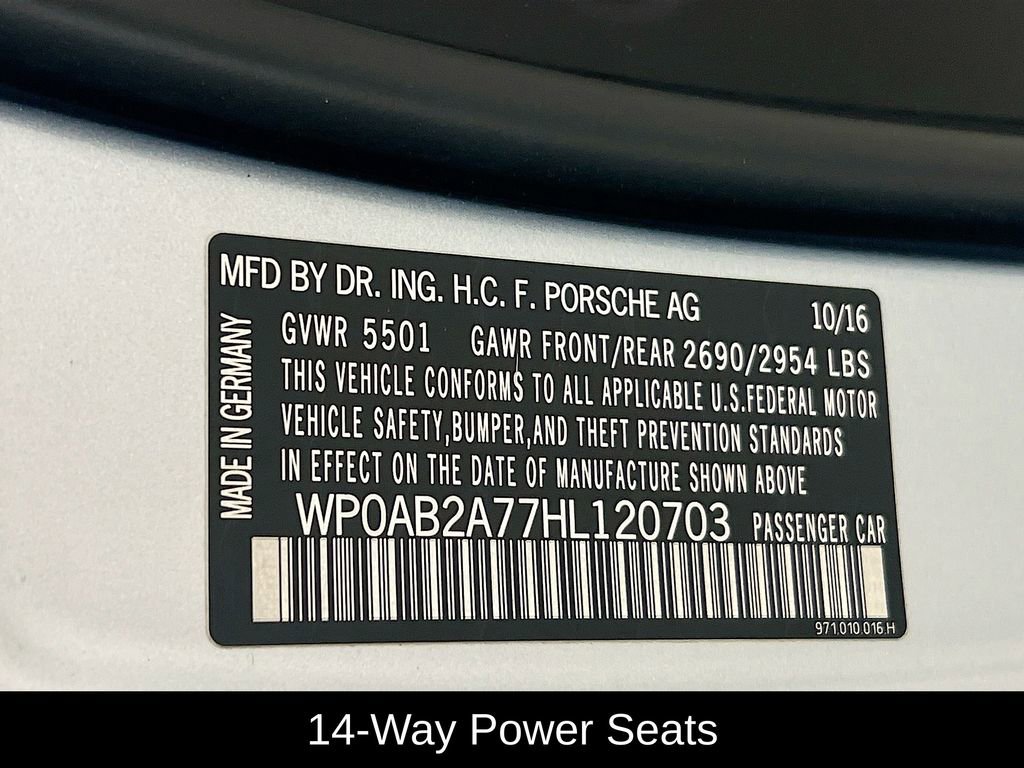 MFD BY DR. ING. H.C. F. PORSCHE AG 10/16
GVWR 5501 GAWR FRONT/REAR 2690/2954 LBS
THIS VEHICLE CONFORMS TO ALL APPLICABLE U.S.FEDERAL MOTOR
VEHICLE SAFETY,BUMPER,AND THEFT PREVENTION STANDARDS
IN EFFECT ON THE DATE OF MANUFACTURE SHOWN ABOVE
MADE IN GERMANY
WP0AB2A77HL120703 PASSENGER CAR
971.010.016.H
14-Way Power Seats